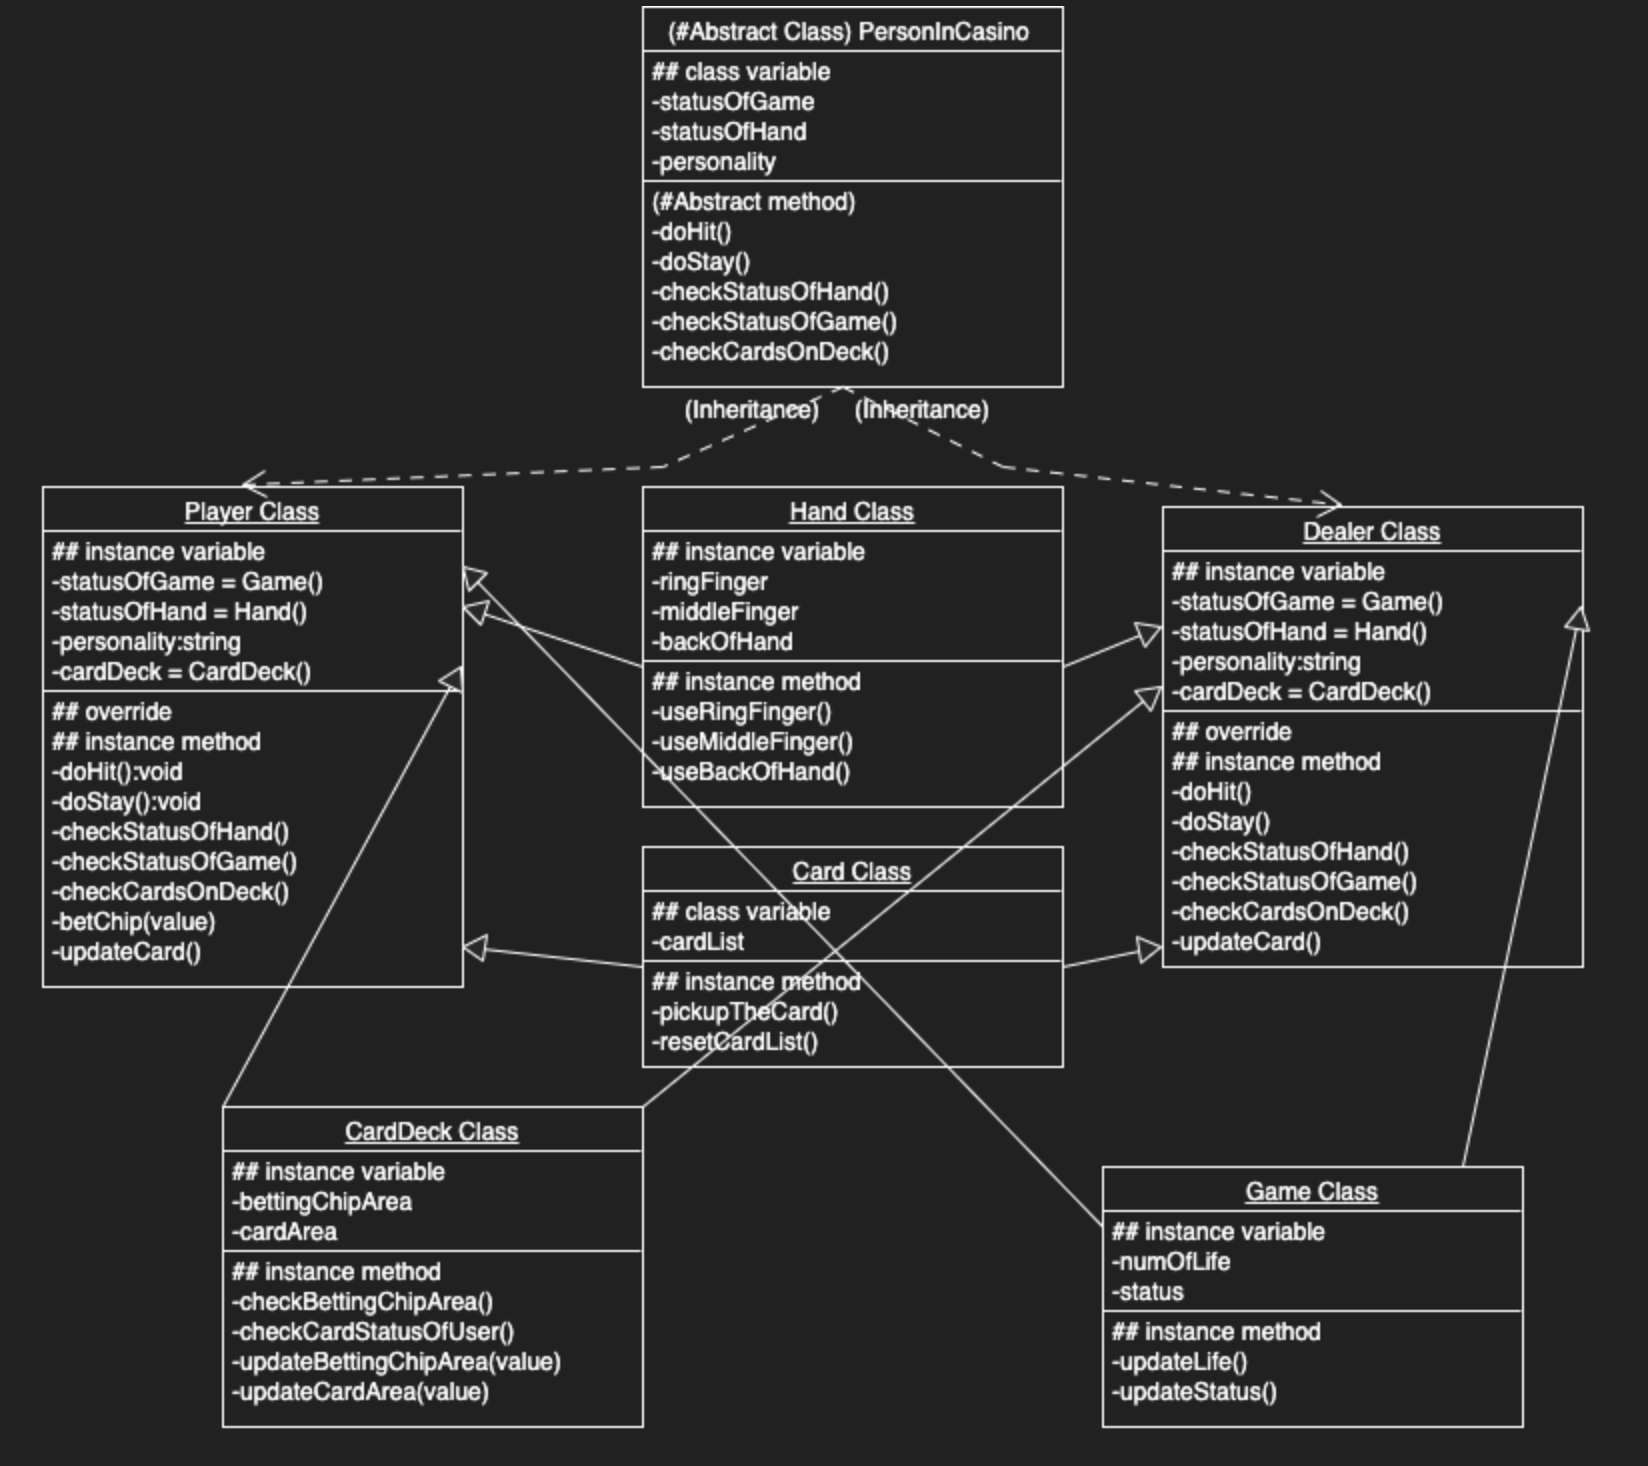 (#Abstract Class) PersonInCasino
## class variable
-statusOfGame
-statusOfHand
-personality
(#Abstract method)
-doHit()
-doStay()
-checkStatusOfHand()
-checkStatusOfGame()
-checkCardsOnDeck()
(Inheritance)
(Inheritance)
Player Class
## instance variable
-statusOfGame = Game()
-statusOfHand = Hand()
-personality:string
-cardDeck = CardDeck()
## override
## instance method
-doHit():void
-doStay():void
-checkStatusOfHand()
-checkStatusOfGame()
-checkCardsOnDeck()
-betChip(value)
-updateCard()
Hand Class
## instance variable
-ringFinger
-middleFinger
-backOfHand
## instance method
-useRingFinger()
-useMiddleFinger()
-useBackOfHand()
Dealer Class
## instance variable
-statusOfGame = Game()
-statusOfHand = Hand()
-personality:string
-cardDeck = CardDeck()
## override
## instance method
-doHit()
-doStay()
-checkStatusOfHand()
-checkStatusOfGame()
-checkCardsOnDeck()
-updateCard()
Card Class
## class variable
-cardList
## instance method
-pickupTheCard()
-resetCardList()
CardDeck Class
## instance variable
-bettingChipArea
-cardArea
## instance method
-checkBettingChipArea()
-checkCardStatusOfUser()
-updateBettingChipArea(value)
-updateCardArea(value)
Game Class
## instance variable
-numOfLife
-status
## instance method
-updateLife()
-updateStatus()